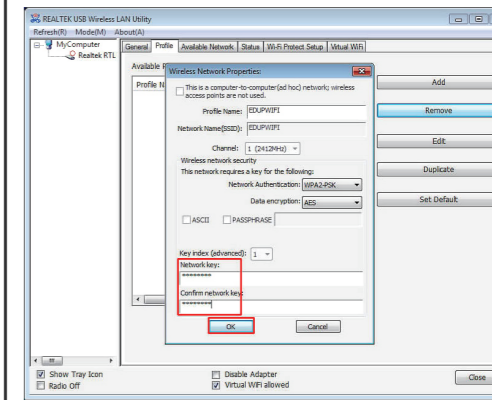 REALTEK USB Wireless LAN Utility
Refresh(R) Mode(M) About(A)
MyComputer
Realtek RTL
General Profile Available Network Status Wi-Fi Protect Setup Virtual WiFi
Available P
Profile N
Wireless Network Properties:
This is a computer-to-computer(ad hoc) network; wireless
access points are not used.
Profile Name: EDUPWIFI
Network Name(SSID): EDUPWIFI
Channel: 1 (2412MHz)
Wireless network security
This network requires a key for the following:
Network Authentication: WPA2-PSK
Data encryption: AES
ASCII PASSPHRASE
Key index (advanced): 1
Network key:
********
Confirm network key:
********
OK Cancel
Add
Remove
Edit
Duplicate
Set Default
Show Tray Icon
Radio Off
Disable Adapter
Virtual WiFi allowed
Close